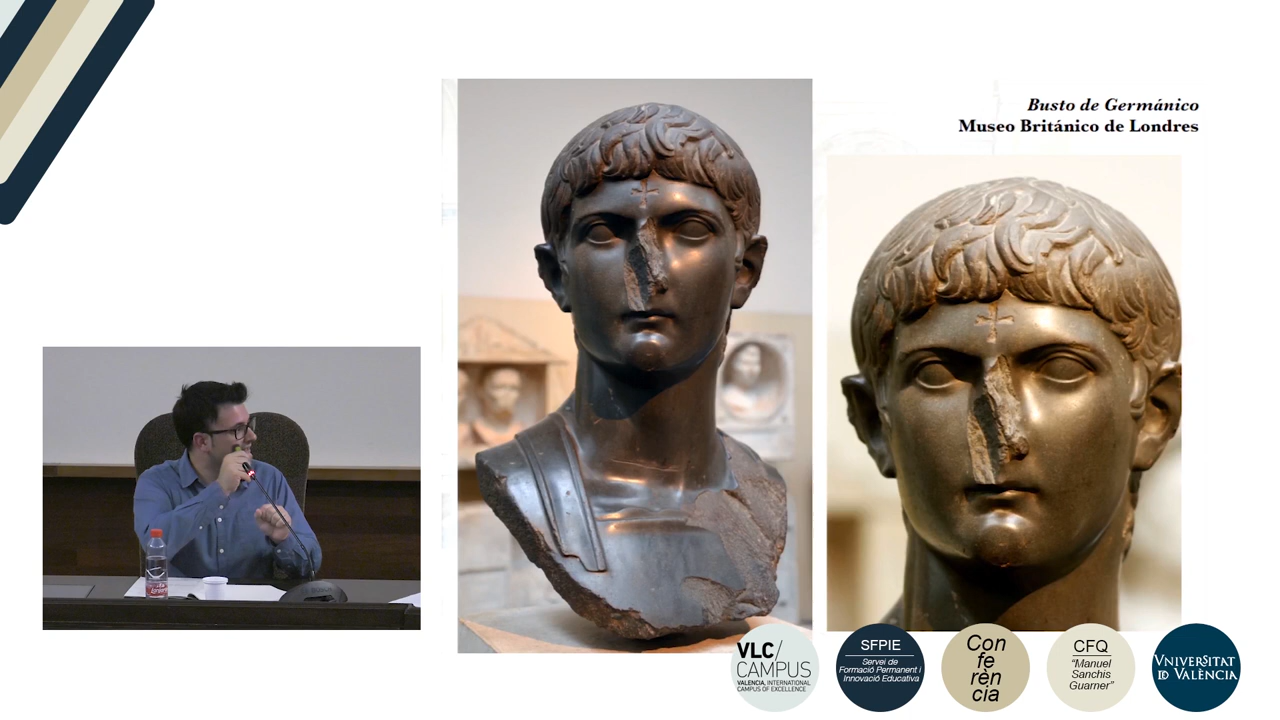 Busto de Germánico
Museo Británico de Londres
VLC/
CAMPUS
VALENCIA, INTERNATIONAL
CAMPUS OF EXCELLENCE
SFPIE
Servei de
Formació Permanent i
Innovació Educativa
Con
fe
rèn
cia
CFQ
“Manuel
Sanchis
Guarner”
VNIVERSITAT
ID VALÈNCIA